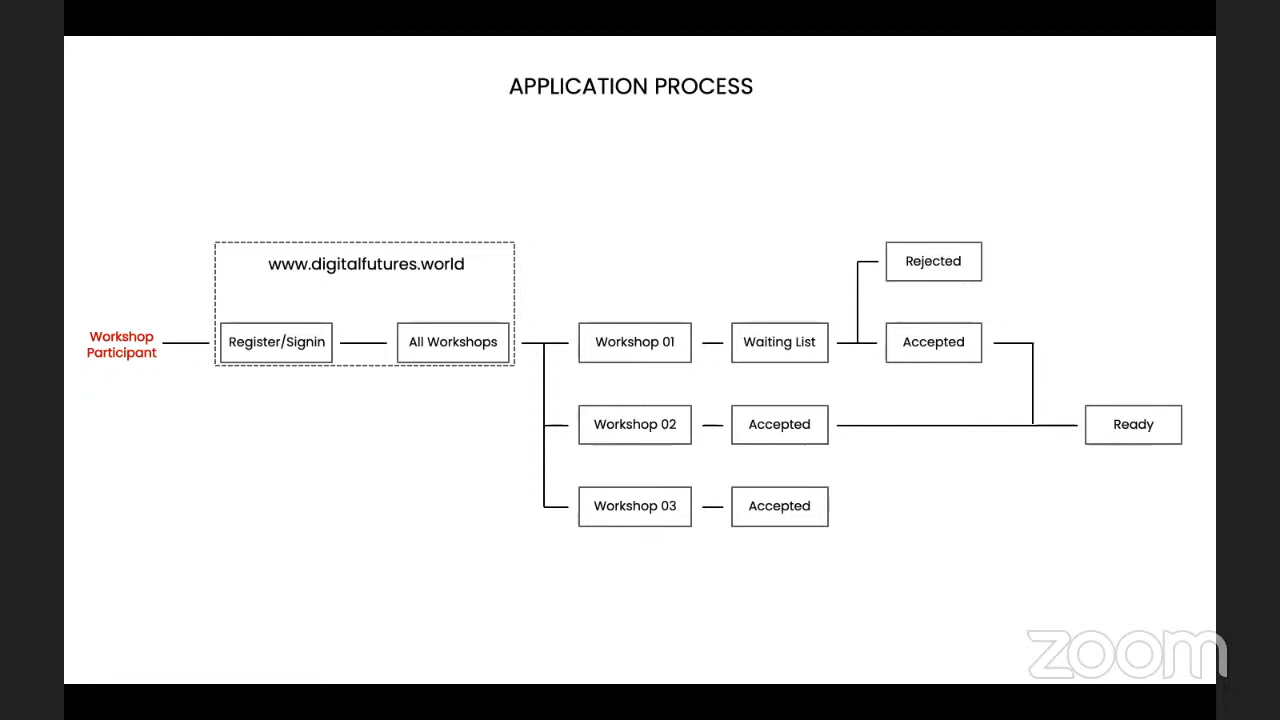 APPLICATION PROCESS
www.digitalfutures.world
Rejected
Workshop
Participant
Register/Signin
All Workshops
Workshop 01
Waiting List
Accepted
Workshop 02
Accepted
Ready
Workshop 03
Accepted
zoom